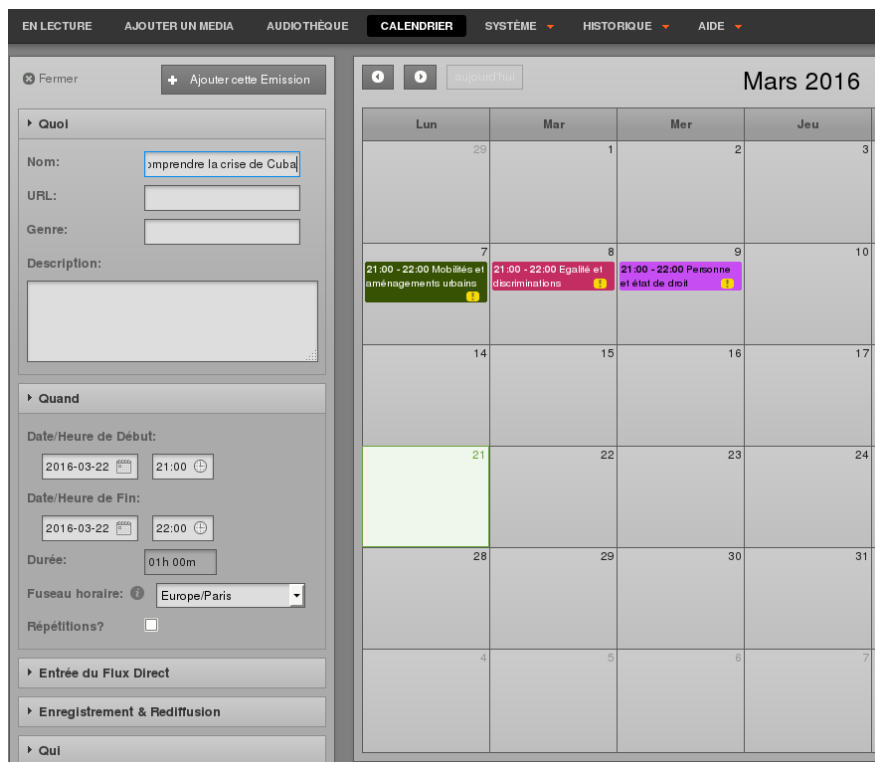 EN LECTURE AJOUTER UN MEDIA AUDIOTHÈQUE CALENDRIER SYSTÈME HISTORIQUE AIDE
Fermer
+ Ajouter cette Emission
Quoi
Nom: omprendre la crise de Cuba
URL:
Genre:
Description:
Quand
Date/Heure de Début:
2016-03-22 21:00
Date/Heure de Fin:
2016-03-22 22:00
Durée: 01h 00m
Fuseau horaire: i Europe/Paris
Répétitions?
Entrée du Flux Direct
Enregistrement & Rediffusion
Qui
aujourd'hui
Mars 2016
Lun Mar Mer Jeu
29 1 2 3
7 8 9 10
21:00 - 22:00 Mobilités et
aménagements urbains
!
21:00 - 22:00 Egalité et
discriminations !
21:00 - 22:00 Personne
et état de droit !
14 15 16 17
21 22 23 24
28 29 30 31
4 5 6 7